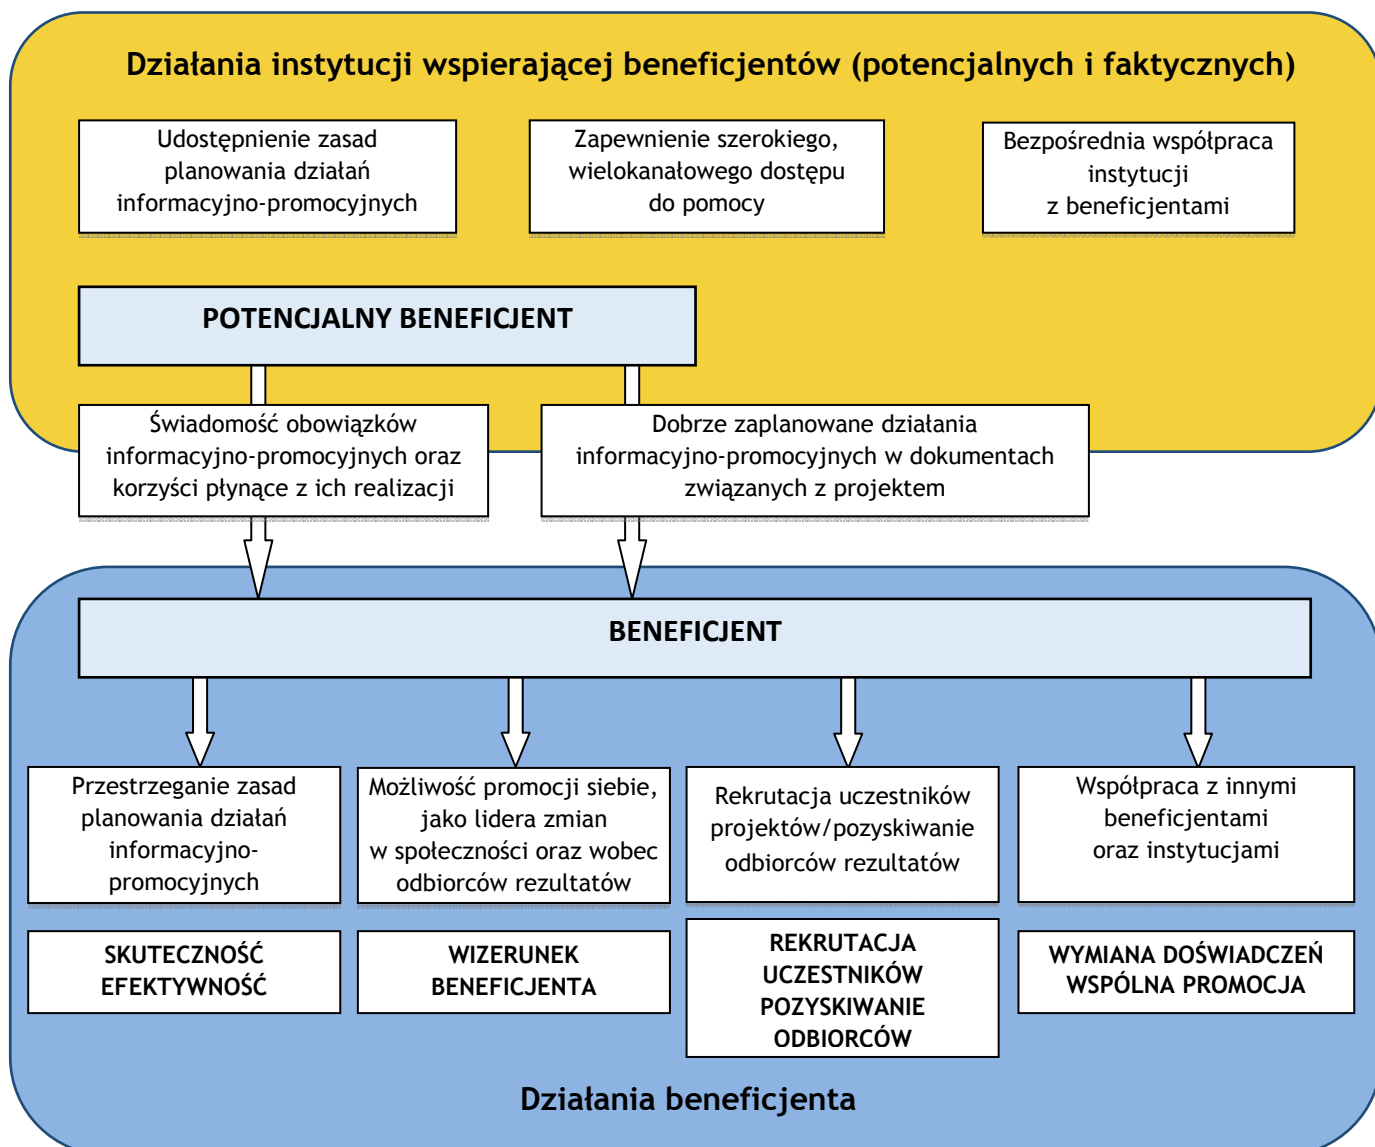 Działania instytucji wspierającej beneficjentów (potencjalnych i faktycznych)
Udostępnienie zasad
planowania działań
informacyjno-promocyjnych
Zapewnienie szerokiego,
wielokanałowego dostępu
do pomocy
Bezpośrednia współpraca
instytucji
z beneficjentami
POTENCJALNY BENEFICJENT
Świadomość obowiązków
informacyjno-promocyjnych oraz
korzyści płynące z ich realizacji
Dobrze zaplanowane działania
informacyjno-promocyjnych w dokumentach
związanych z projektem
BENEFICJENT
Przestrzeganie zasad
planowania działań
informacyjno-
promocyjnych
Możliwość promocji siebie,
jako lidera zmian
w społeczności oraz wobec
odbiorców rezultatów
Rekrutacja uczestników
projektów/pozyskiwanie
odbiorców rezultatów
Współpraca z innymi
beneficjentami
oraz instytucjami
SKUTECZNOŚĆ
EFEKTYWNOŚĆ
WIZERUNEK
BENEFICJENTA
REKRUTACJA
UCZESTNIKÓW
POZYSKIWANIE
ODBIORCÓW
WYMIANA DOŚWIADCZEŃ
WSPÓLNA PROMOCJA
Działania beneficjenta